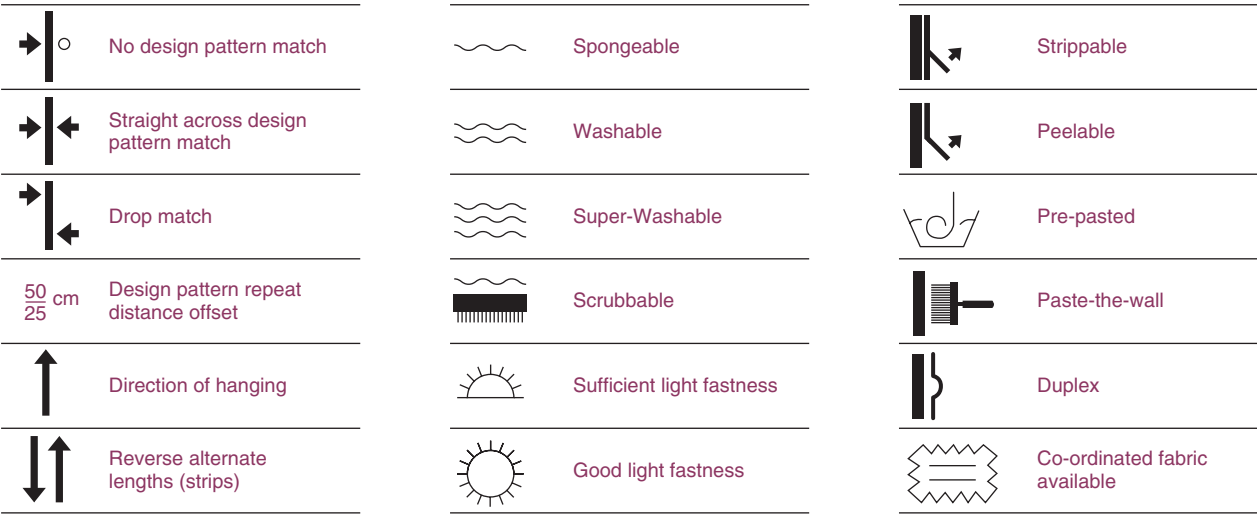 No design pattern match
Straight across design
pattern match
Drop match
50
25 cm
Design pattern repeat
distance offset
Direction of hanging
Reverse alternate
lengths (strips)
Spongeable
Washable
Super-Washable
Scrubbable
Sufficient light fastness
Good light fastness
Strippable
Peelable
Pre-pasted
Paste-the-wall
Duplex
Co-ordinated fabric
available